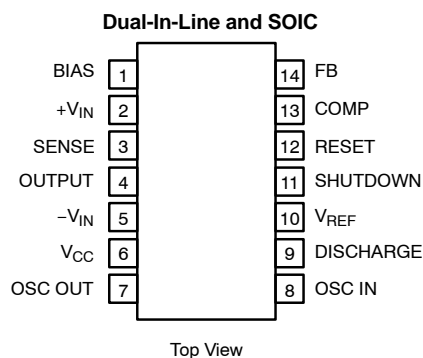 Dual-In-Line and SOIC
BIAS 1 14 FB
+VIN 2 13 COMP
SENSE 3 12 RESET
OUTPUT 4 11 SHUTDOWN
−VIN 5 10 VREF
VCC 6 9 DISCHARGE
OSC OUT 7 8 OSC IN
Top View